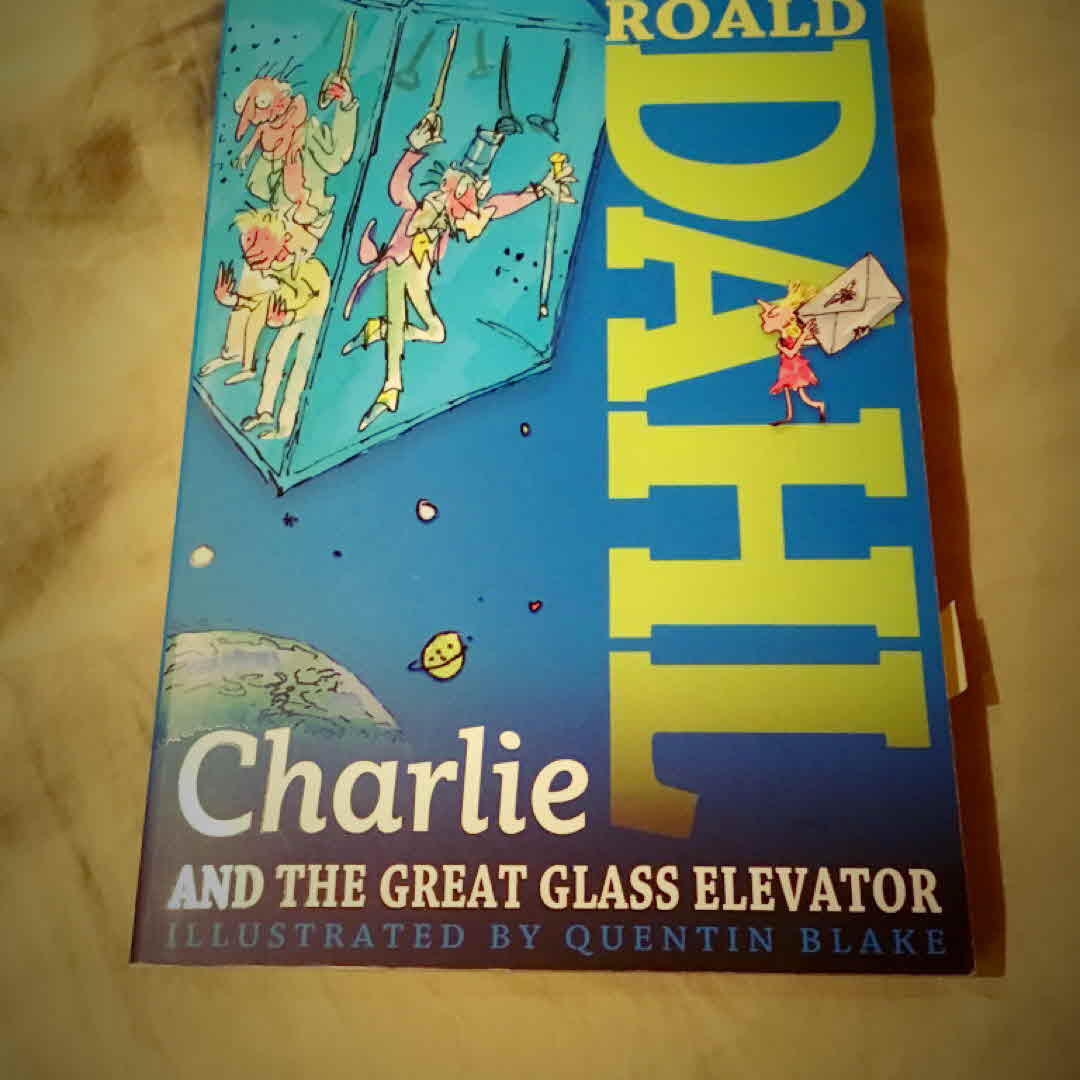 ROALD
DAHL
Charlie
AND THE GREAT GLASS ELEVATOR
ILLUSTRATED BY QUENTIN BLAKE